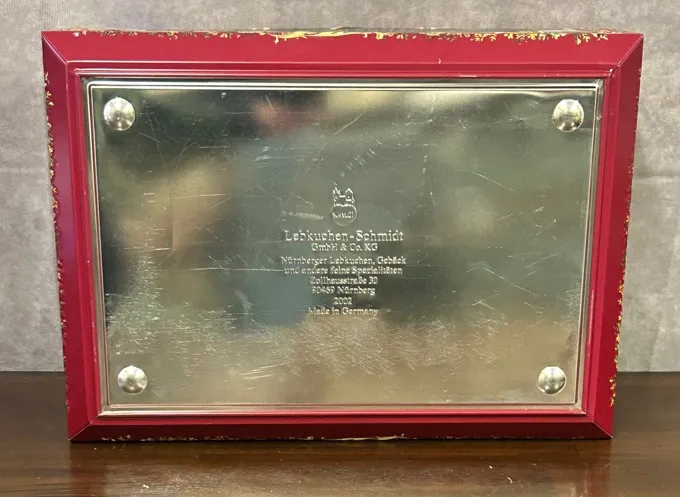 Schmidt
Lebkuchen-Schmidt
GmbH & Co. KG
Nürnberger Lebkuchen, Gebäck
und andere feine Spezialitäten
Zollhausstraße 30
90469 Nürnberg
2002
Made in Germany